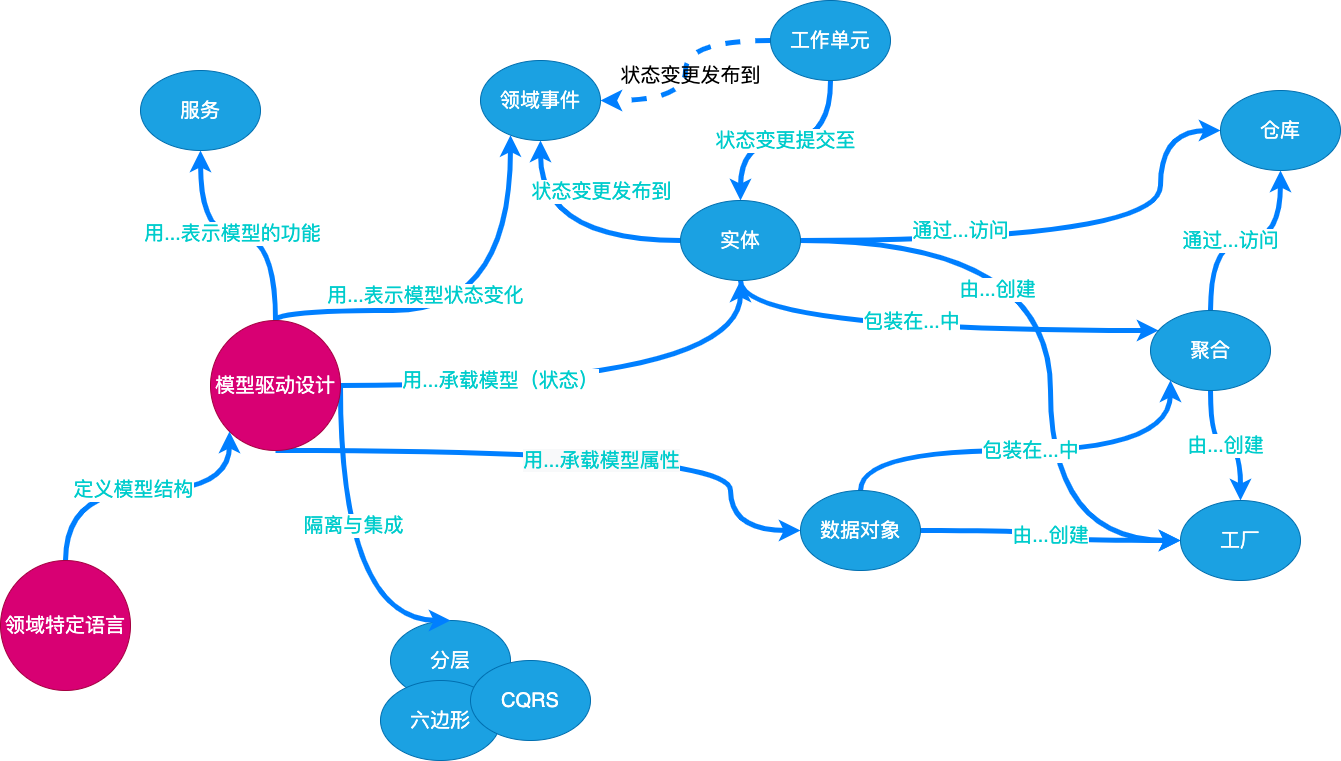 工作单元
状态变更发布到
领域事件
服务
仓库
状态变更提交至
状态变更发布到
用...表示模型的功能
实体
通过...访问
通过...访问
用...表示模型状态变化
由...创建
包装在...中
聚合
模型驱动设计
用...承载模型（状态）
由...创建
包装在...中
用...承载模型属性
定义模型结构
隔离与集成
数据对象
由...创建
工厂
领域特定语言
分层
CQRS
六边形